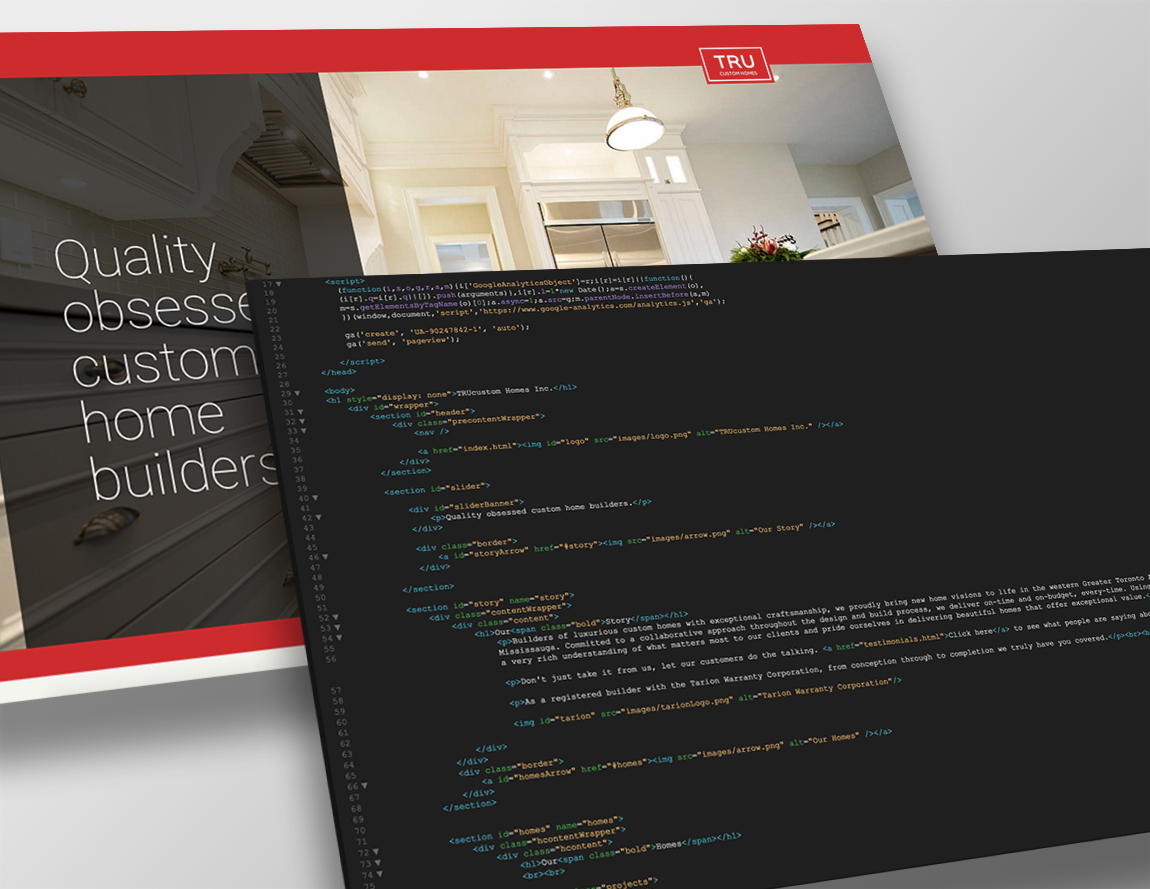 TRU
CUSTOM HOMES
Quality
obsesse
custom
home
builders
17 <script>
18 (function(i,s,o,g,r,a,m){i['GoogleAnalyticsObject']=r;i[r]=i[r]||function(){
19 (i[r].q=i[r].q||[]).push(arguments)},i[r].l=1*new Date();a=s.createElement(o),
20 m=s.getElementsByTagName(o)[0];a.async=1;a.src=g;m.parentNode.insertBefore(a,m)
21 })(window,document,'script','https://www.google-analytics.com/analytics.js','ga');
22
23 ga('create', 'UA-90247842-1', 'auto');
24 ga('send', 'pageview');
25
26 </script>
27 </head>
28
29 <body>
30 <h1 style="display: none">TRUcustom Homes Inc.</h1>
31 <div id="wrapper">
32 <section id="header">
33 <div class="precontentWrapper">
34 <nav />
35
36 <a href="index.html"><img id="logo" src="images/logo.png" alt="TRUcustom Homes Inc." /></a>
37 </div>
38 </section>
39
40 <section id="slider">
41
42 <div id="sliderBanner">
43 <p>Quality obsessed custom home builders.</p>
44 </div>
45
46 <div class="border">
47 <a id="storyArrow" href="#story"><img src="images/arrow.png" alt="Our Story" /></a>
48 </div>
49
50 </section>
51
52 <section id="story" name="story">
53 <div class="contentWrapper">
54 <div class="content">
55 <h1>Our<span class="bold">Story</span></h1>
56 <p>Builders of luxurious custom homes with exceptional craftsmanship, we proudly bring new home visions to life in the western Greater Toronto
Mississauga. Committed to a collaborative approach throughout the design and build process, we deliver on-time and on-budget, every-time. Using
a very rich understanding of what matters most to our clients and pride ourselves in delivering beautiful homes that offer exceptional value.<
57 <p>Don't just take it from us, let our customers do the talking. <a href="testimonials.html">Click here</a> to see what people are saying abo
58
59 <p>As a registered builder with the Tarion Warranty Corporation, from conception through to completion we truly have you covered.</p><br><b
60
61 <img id="tarion" src="images/tarionLogo.png" alt="Tarion Warranty Corporation"/>
62
63 </div>
64 </div>
65 <div class="border">
66 <a id="homesArrow" href="#homes"><img src="images/arrow.png" alt="Our Homes" /></a>
67 </div>
68 </section>
69
70
71 <section id="homes" name="homes">
72 <div class="hcontentWrapper">
73 <div class="hcontent">
74 <h1>Our<span class="bold">Homes</span></h1>
75 <br><br>
="projects">